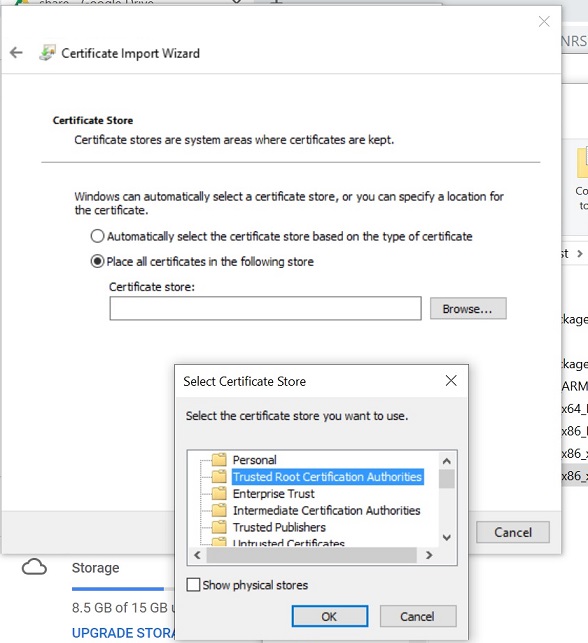 share - Google Drive
Certificate Import Wizard
NRS
Certificate Store
Certificate stores are system areas where certificates are kept.
Windows can automatically select a certificate store, or you can specify a location for
the certificate.
Automatically select the certificate store based on the type of certificate
Place all certificates in the following store
Certificate store:
Browse...
Select Certificate Store
Select the certificate store you want to use.
Personal
Trusted Root Certification Authorities
Enterprise Trust
Intermediate Certification Authorities
Trusted Publishers
Untrusted Certificates
Show physical stores
OK
Cancel
Cancel
Storage
8.5 GB of 15 GB
UPGRADE STORA
Co
to
st
ckage
ckage
ARM
x64_
x86_
x86_x
x86_x